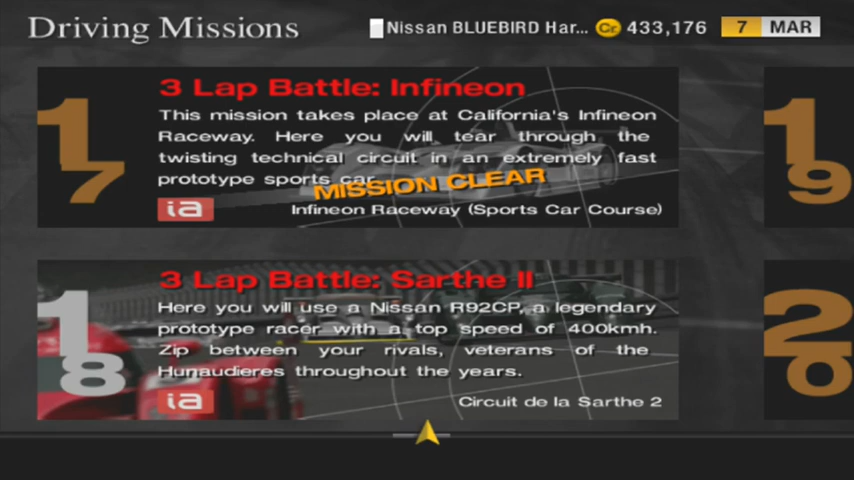 Driving Missions
Nissan BLUEBIRD Har... Cr 433,176 7 MAR
17
3 Lap Battle: Infineon
This mission takes place at California's Infineon
Raceway. Here you will tear through the
twisting technical circuit in an extremely fast
prototype sports car.
MISSION CLEAR
ia Infineon Raceway (Sports Car Course)
19
18
3 Lap Battle: Sarthe II
Here you will use a Nissan R92CP, a legendary
prototype racer with a top speed of 400kmh.
Zip between your rivals, veterans of the
Hunaudieres throughout the years.
ia Circuit de la Sarthe 2
20